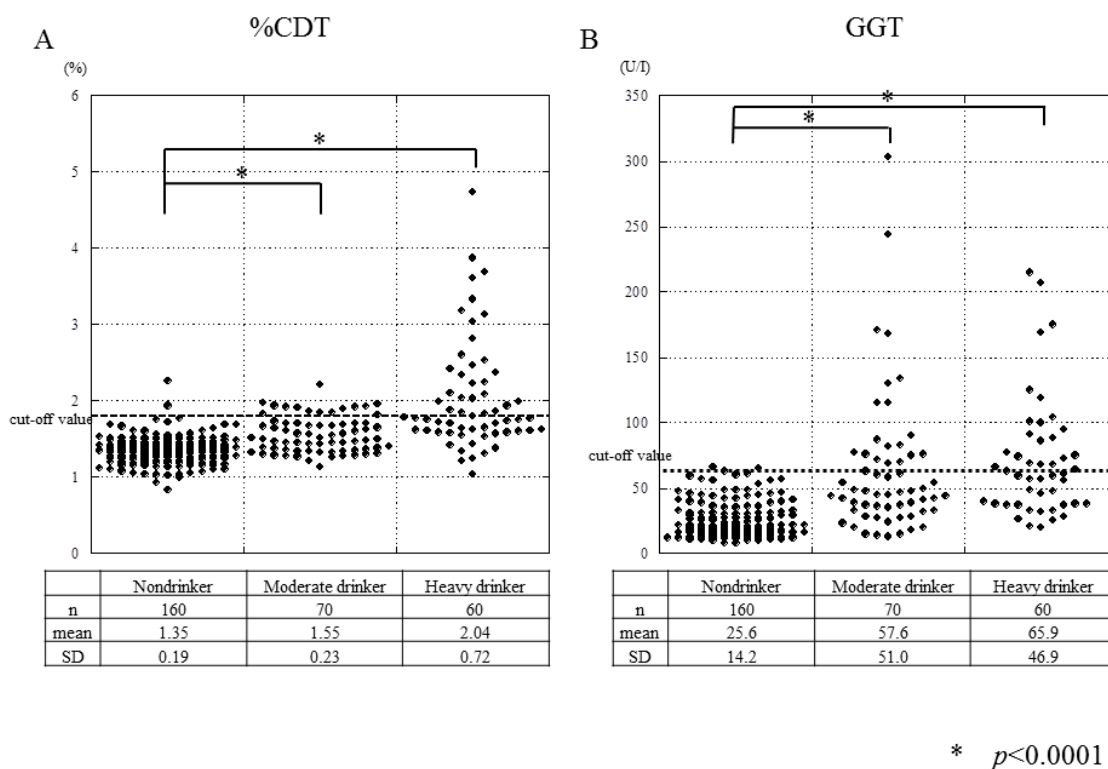 %CDT
GGT
A
B
(%)
(U/I)
6
5
4
3
2
1
0
cut-off value
*
*
350
300
250
200
150
100
50
0
cut-off value
*
*
Nondrinker Moderate drinker Heavy drinker
n 160 70 60
mean 1.35 1.55 2.04
SD 0.19 0.23 0.72
Nondrinker Moderate drinker Heavy drinker
n 160 70 60
mean 25.6 57.6 65.9
SD 14.2 51.0 46.9
* p<0.0001